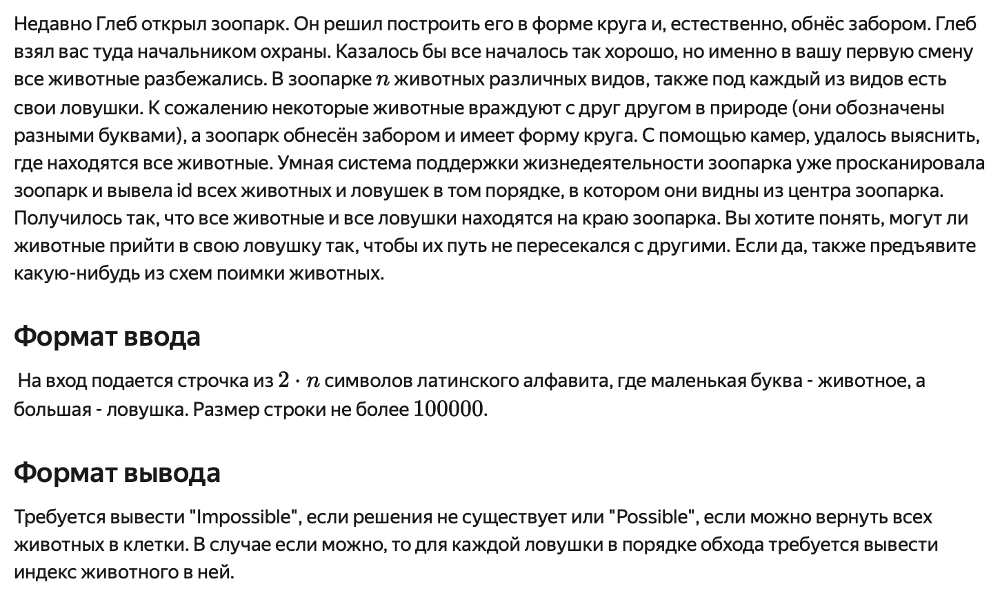 Недавно Глеб открыл зоопарк. Он решил построить его в форме круга и, естественно, обнёс забором. Глеб
взял вас туда начальником охраны. Казалось бы все началось так хорошо, но именно в вашу первую смену
все животные разбежались. В зоопарке n животных различных видов, также под каждый из видов есть
свои ловушки. К сожалению некоторые животные враждуют с друг другом в природе (они обозначены
разными буквами), а зоопарк обнесён забором и имеет форму круга. С помощью камер, удалось выяснить,
где находятся все животные. Умная система поддержки жизнедеятельности зоопарка уже просканировала
зоопарк и вывела id всех животных и ловушек в том порядке, в котором они видны из центра зоопарка.
Получилось так, что все животные и все ловушки находятся на краю зоопарка. Вы хотите понять, могут ли
животные прийти в свою ловушку так, чтобы их путь не пересекался с другими. Если да, также предъявите
какую-нибудь из схем поимки животных.
Формат ввода
На вход подается строчка из 2 · n символов латинского алфавита, где маленькая буква - животное, а
большая - ловушка. Размер строки не более 100000.
Формат вывода
Требуется вывести "Impossible", если решения не существует или "Possible", если можно вернуть всех
животных в клетки. В случае если можно, то для каждой ловушки в порядке обхода требуется вывести
индекс животного в ней.